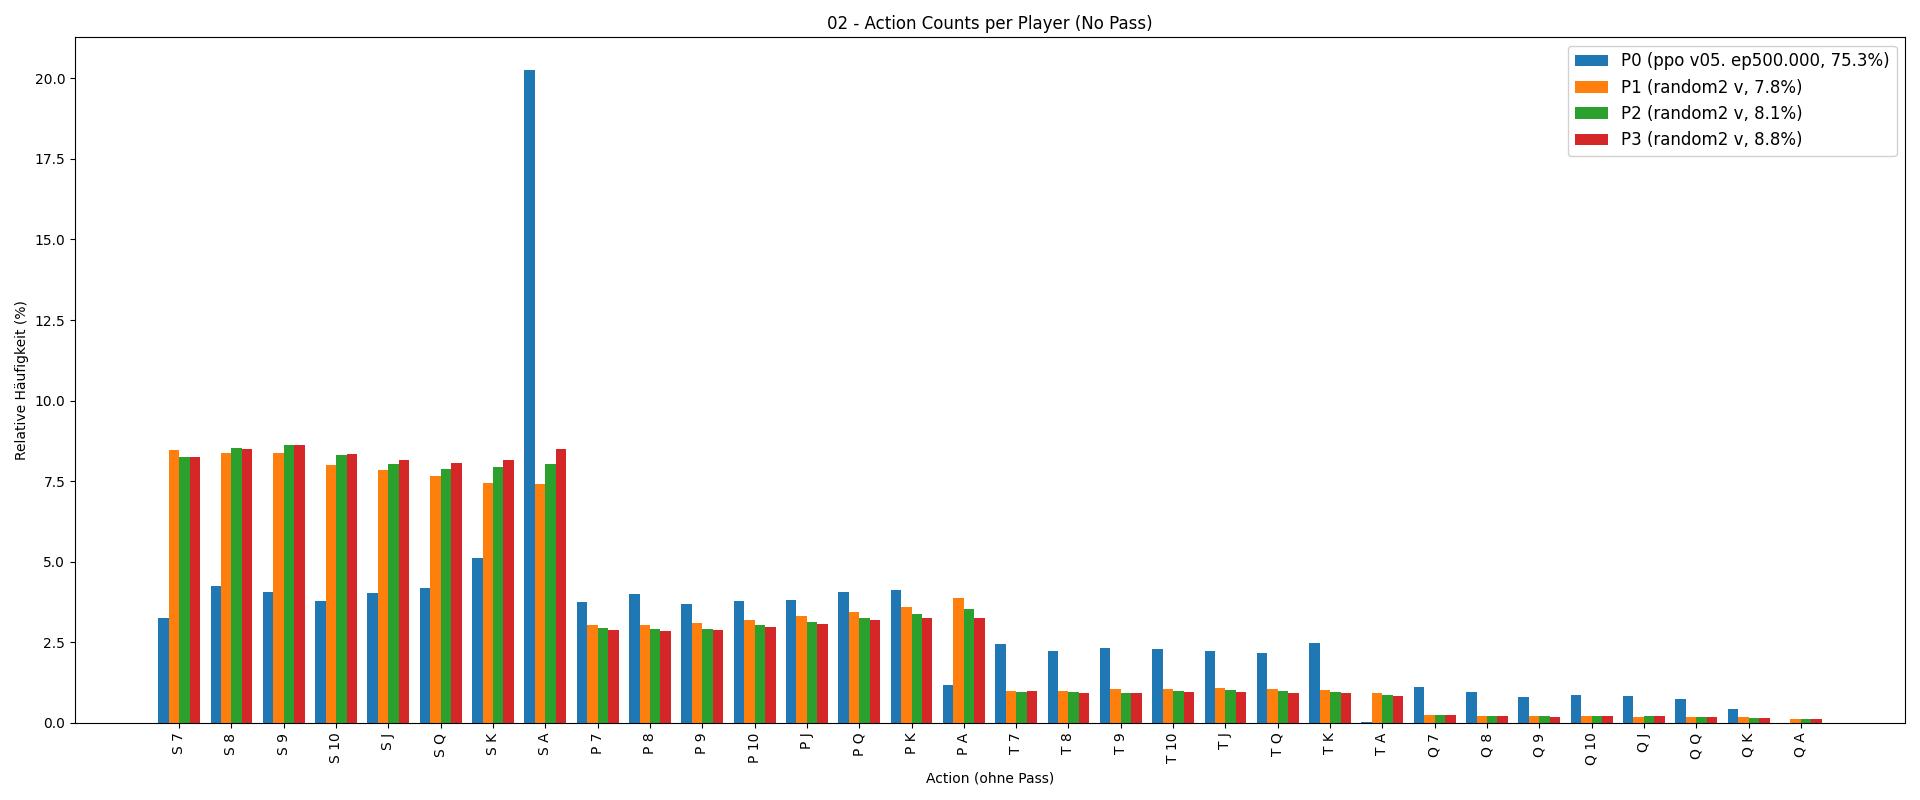 02 - Action Counts per Player (No Pass)
P0 (ppo v05. ep500.000, 75.3%)
P1 (random2 v, 7.8%)
P2 (random2 v, 8.1%)
P3 (random2 v, 8.8%)
Relative Häufigkeit (%)
20.0
17.5
15.0
12.5
10.0
7.5
5.0
2.5
0.0
S 7
S 8
S 9
S 10
S J
S Q
S K
S A
P 7
P 8
P 9
P 10
P J
P Q
P K
P A
T 7
T 8
T 9
T 10
T J
T Q
T K
T A
Q 7
Q 8
Q 9
Q 10
Q J
Q Q
Q K
Q A
Action (ohne Pass)